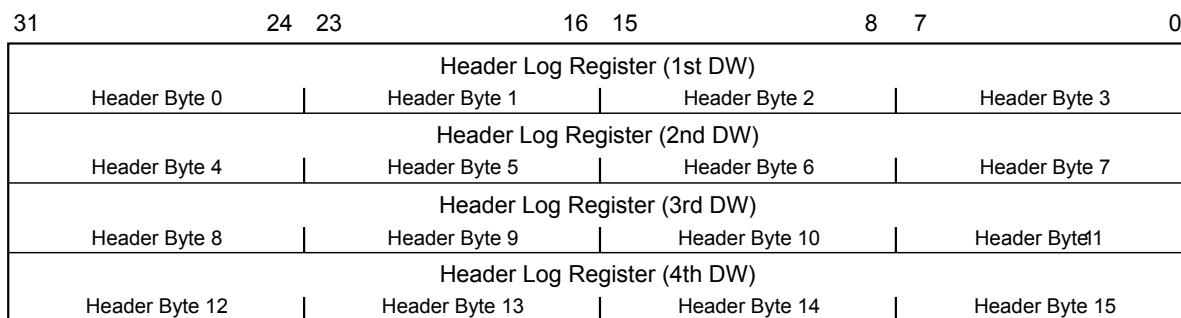 31 24 23 16 15 8 7 0
Header Log Register (1st DW)
Header Byte 0 Header Byte 1 Header Byte 2 Header Byte 3
Header Log Register (2nd DW)
Header Byte 4 Header Byte 5 Header Byte 6 Header Byte 7
Header Log Register (3rd DW)
Header Byte 8 Header Byte 9 Header Byte 10 Header Byte11
Header Log Register (4th DW)
Header Byte 12 Header Byte 13 Header Byte 14 Header Byte 15